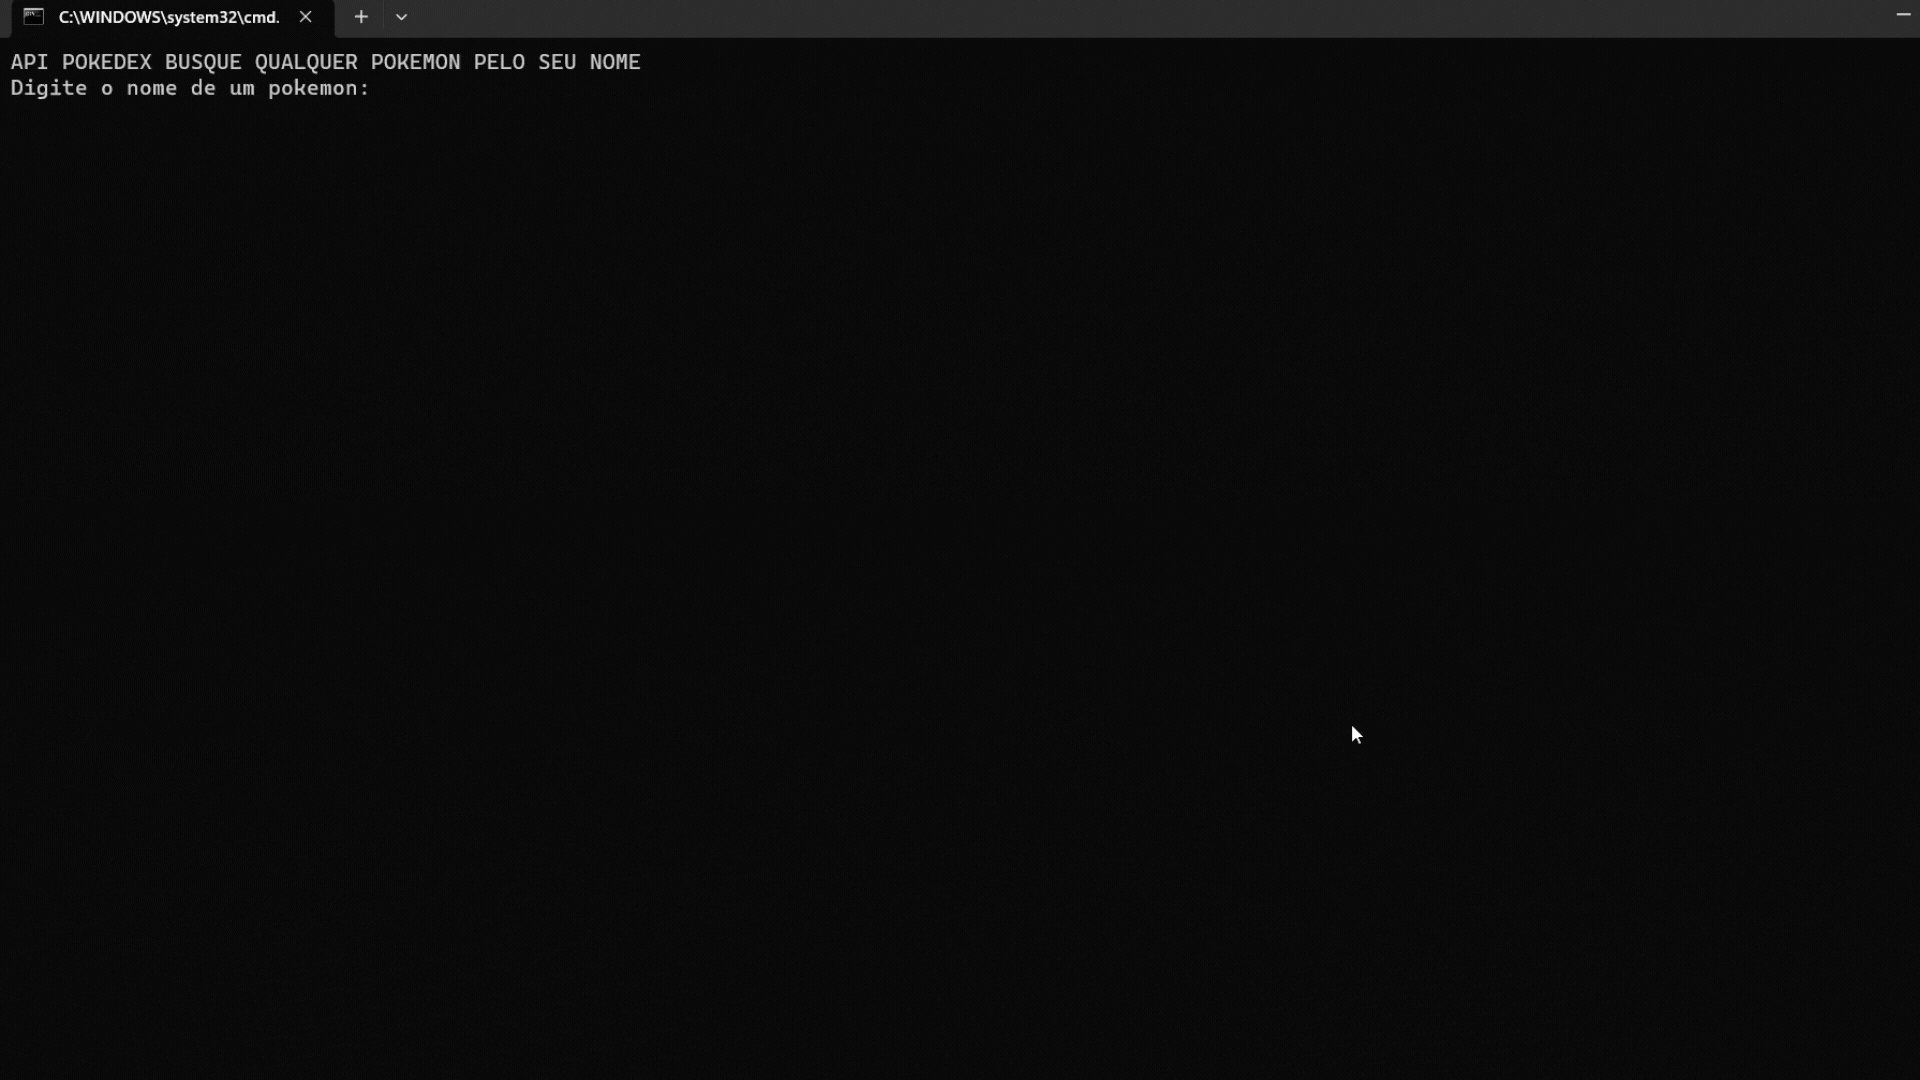 C:\WINDOWS\system32\cmd.
API POKEDEX BUSQUE QUALQUER POKEMON PELO SEU NOME
Digite o nome de um pokemon: